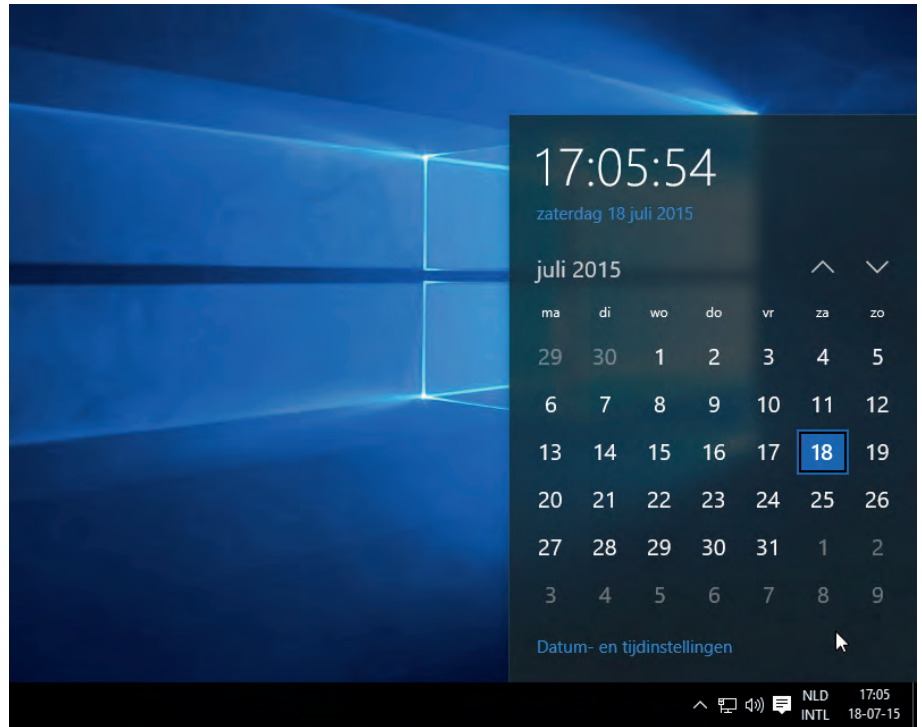 17:05:54
zaterdag 18 juli 2015
juli 2015
ma di wo do vr za zo
29 30 1 2 3 4 5
6 7 8 9 10 11 12
13 14 15 16 17 18 19
20 21 22 23 24 25 26
27 28 29 30 31 1 2
3 4 5 6 7 8 9
Datum- en tijdinstellingen
NLD 17:05
INTL 18-07-15